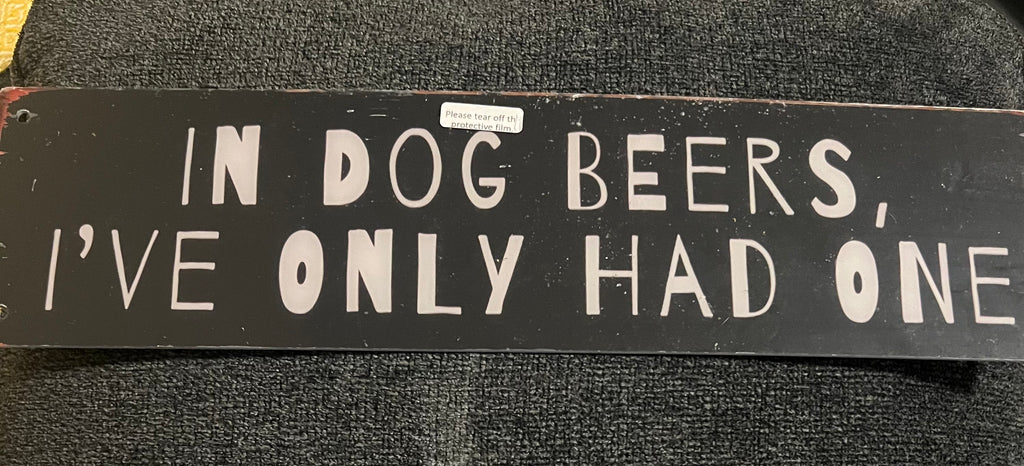 Please tear off th
protective film
IN DOG BEERS,
I'VE ONLY HAD ONE